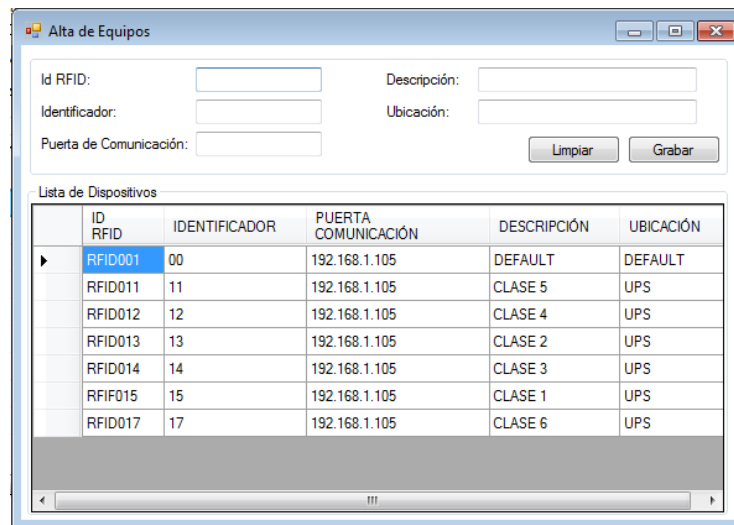 Alta de Equipos
Id RFID: Descripción:
Identificador: Ubicación:
Puerta de Comunicación: Limpiar Grabar
Lista de Dispositivos
ID RFID IDENTIFICADOR PUERTA COMUNICACIÓN DESCRIPCIÓN UBICACIÓN
RFID001 00 192.168.1.105 DEFAULT DEFAULT
RFID011 11 192.168.1.105 CLASE 5 UPS
RFID012 12 192.168.1.105 CLASE 4 UPS
RFID013 13 192.168.1.105 CLASE 2 UPS
RFID014 14 192.168.1.105 CLASE 3 UPS
RFIF015 15 192.168.1.105 CLASE 1 UPS
RFID017 17 192.168.1.105 CLASE 6 UPS